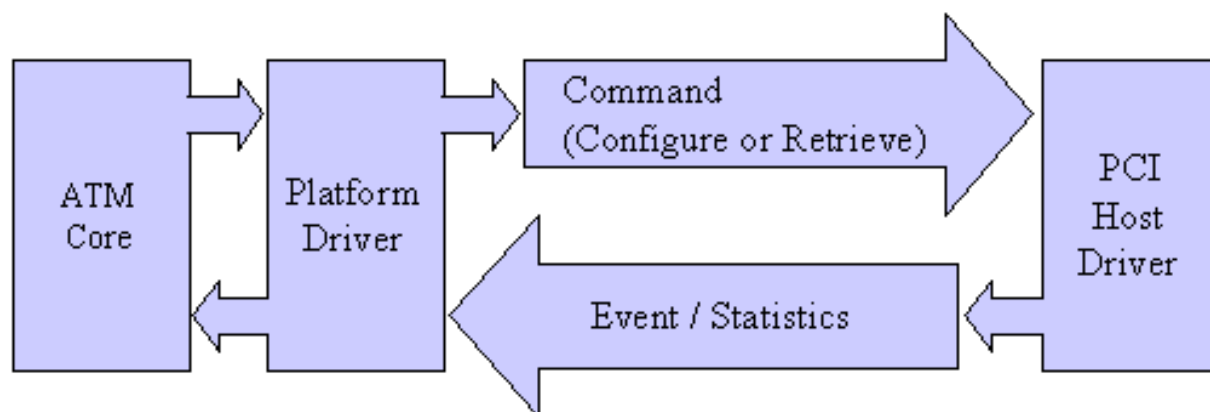 ATM
Core
Platform
Driver
Command
(Configure or Retrieve)
Event / Statistics
PCI
Host
Driver